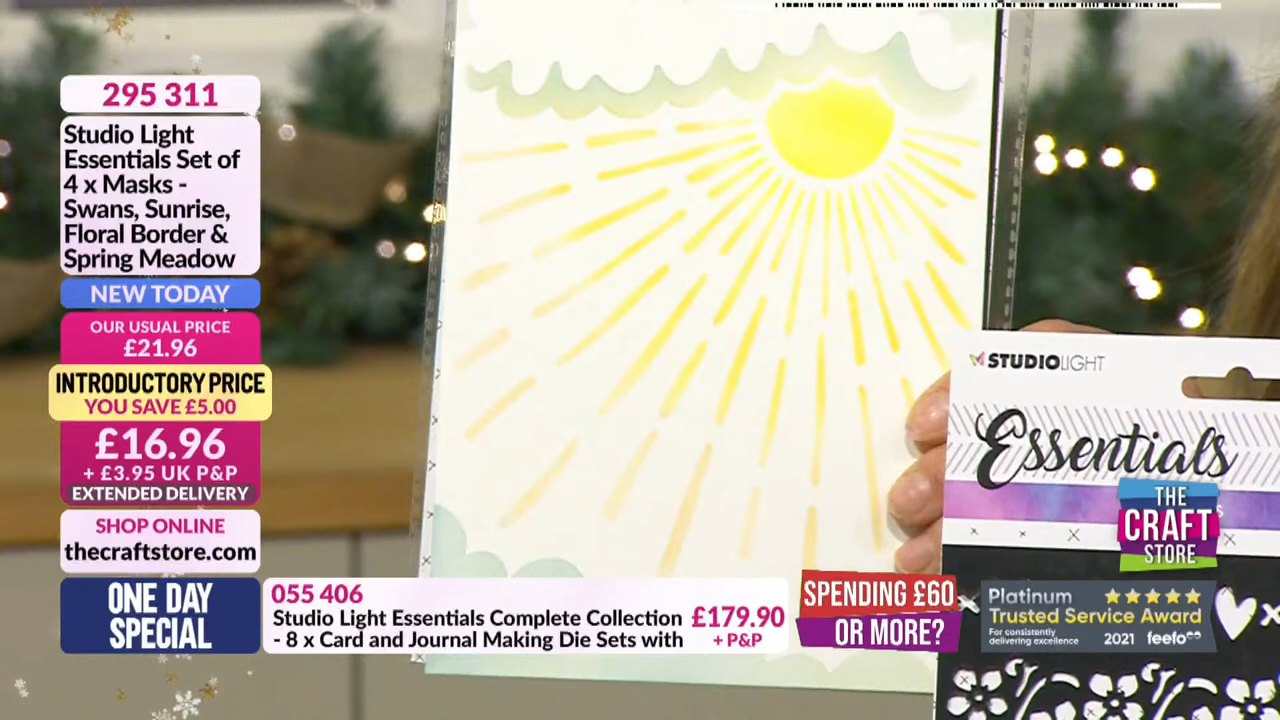 295 311
Studio Light
Essentials Set of
4 x Masks -
Swans, Sunrise,
Floral Border &
Spring Meadow
NEW TODAY
OUR USUAL PRICE
£21.96
INTRODUCTORY PRICE
YOU SAVE £5.00
£16.96
+ £3.95 UK P&P
EXTENDED DELIVERY
SHOP ONLINE
thecraftstore.com
ONE DAY
SPECIAL
055 406
Studio Light Essentials Complete Collection
- 8 x Card and Journal Making Die Sets with
£179.90
+ P&P
SPENDING £60
OR MORE?
STUDIOLIGHT
Essentials
THE
CRAFT
STORE
Platinum
Trusted Service Award
For consistently
delivering excellence
2021 feefo